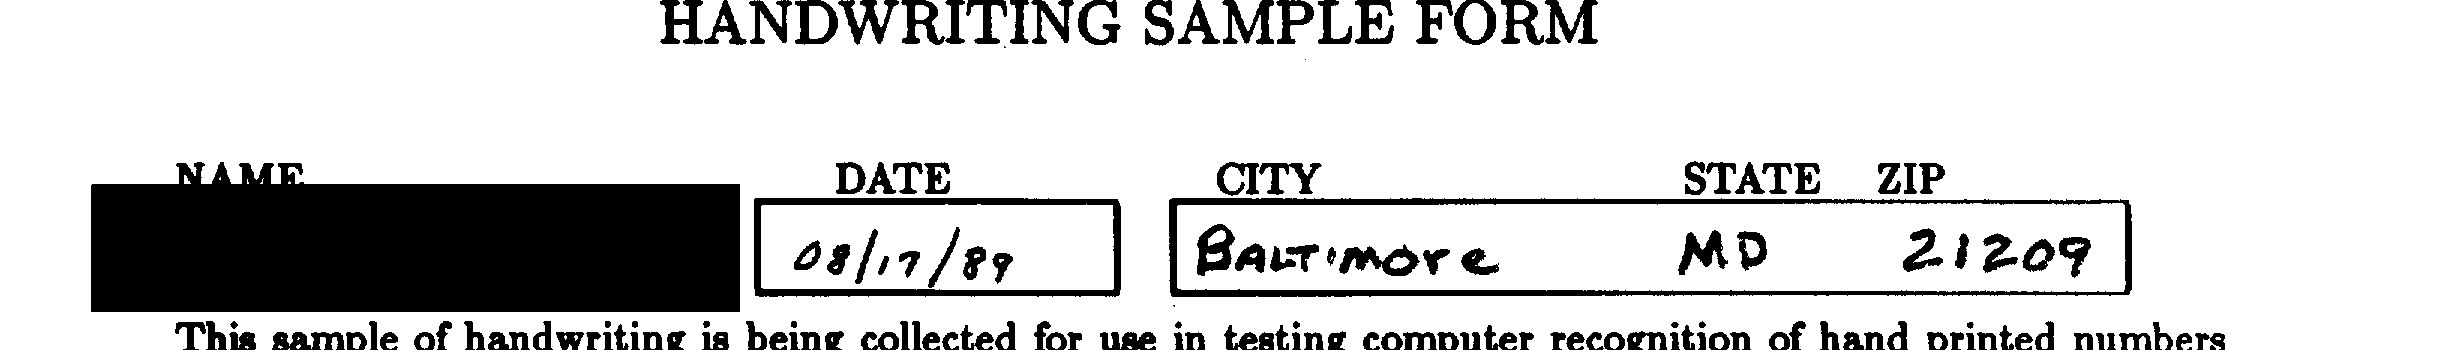 HANDWRITING SAMPLE FORM
NAME DATE CITY STATE ZIP
08/17/89 BALTimore MD 21209
This sample of handwriting is being collected for use in testing computer recognition of hand printed numbers